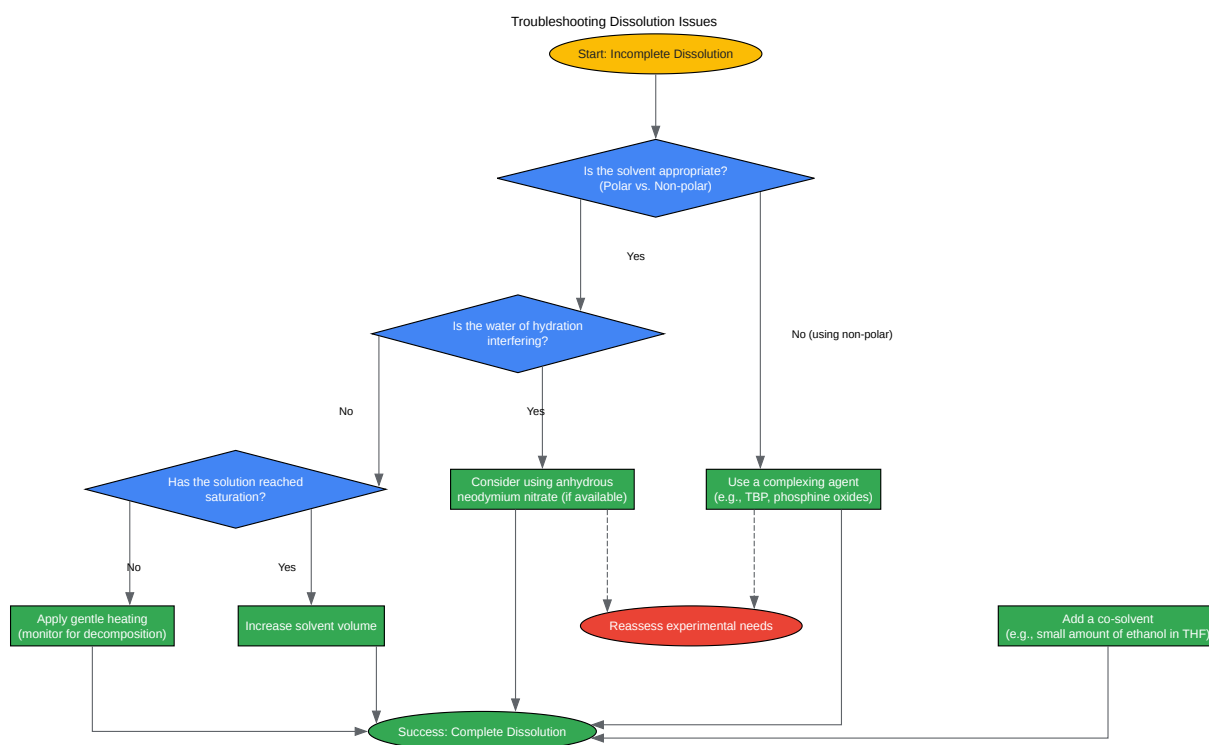 Troubleshooting Dissolution Issues
Start: Incomplete Dissolution
Is the solvent appropriate?
(Polar vs. Non-polar)
Yes
Is the water of hydration
interfering?
No (using non-polar)
No
Yes
Has the solution reached
saturation?
Consider using anhydrous
neodymium nitrate (if available)
Use a complexing agent
(e.g., TBP, phosphine oxides)
No
Yes
Apply gentle heating
(monitor for decomposition)
Increase solvent volume
Reassess experimental needs
Add a co-solvent
(e.g., small amount of ethanol in THF)
Success: Complete Dissolution